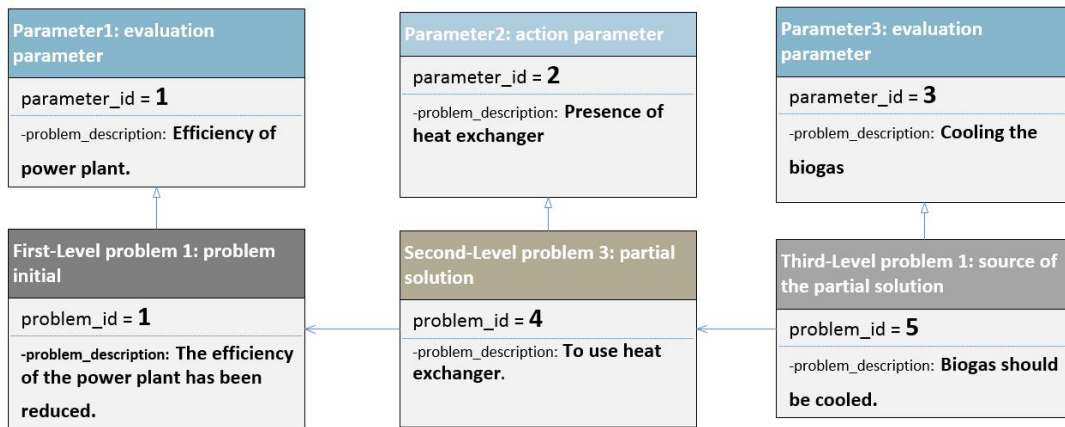 Parameter1: evaluation
parameter
parameter_id = 1
-problem_description: Efficiency of
power plant.
Parameter2: action parameter
parameter_id = 2
-problem_description: Presence of
heat exchanger
Parameter3: evaluation
parameter
parameter_id = 3
-problem_description: Cooling the
biogas
First-Level problem 1: problem
initial
problem_id = 1
-problem_description: The efficiency
of the power plant has been
reduced.
Second-Level problem 3: partial
solution
problem_id = 4
-problem_description: To use heat
exchanger.
Third-Level problem 1: source of
the partial solution
problem_id = 5
-problem_description: Biogas should
be cooled.